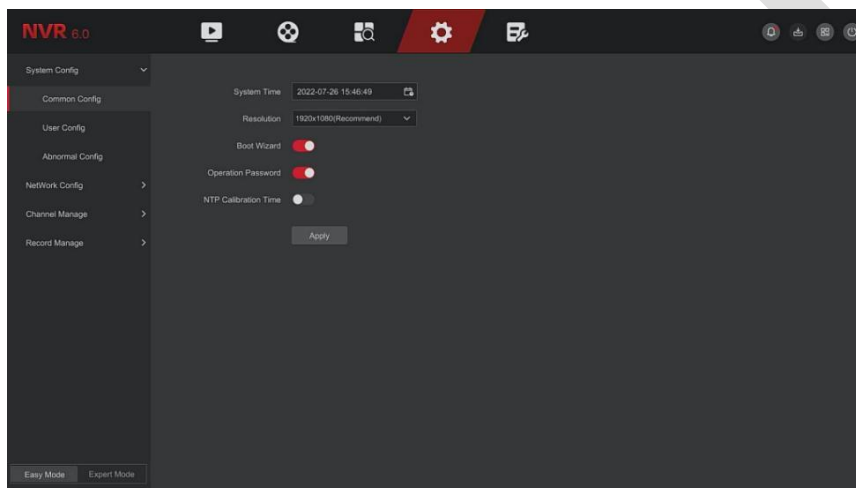 NVR 6.0
System Config
Common Config
User Config
Abnormal Config
NetWork Config
Channel Manage
Record Manage
System Time 2022-07-26 15:46:49
Resolution 1920x1080(Recommend)
Boot Wizard
Operation Password
NTP Calibration Time
Apply
Easy Mode Expert Mode